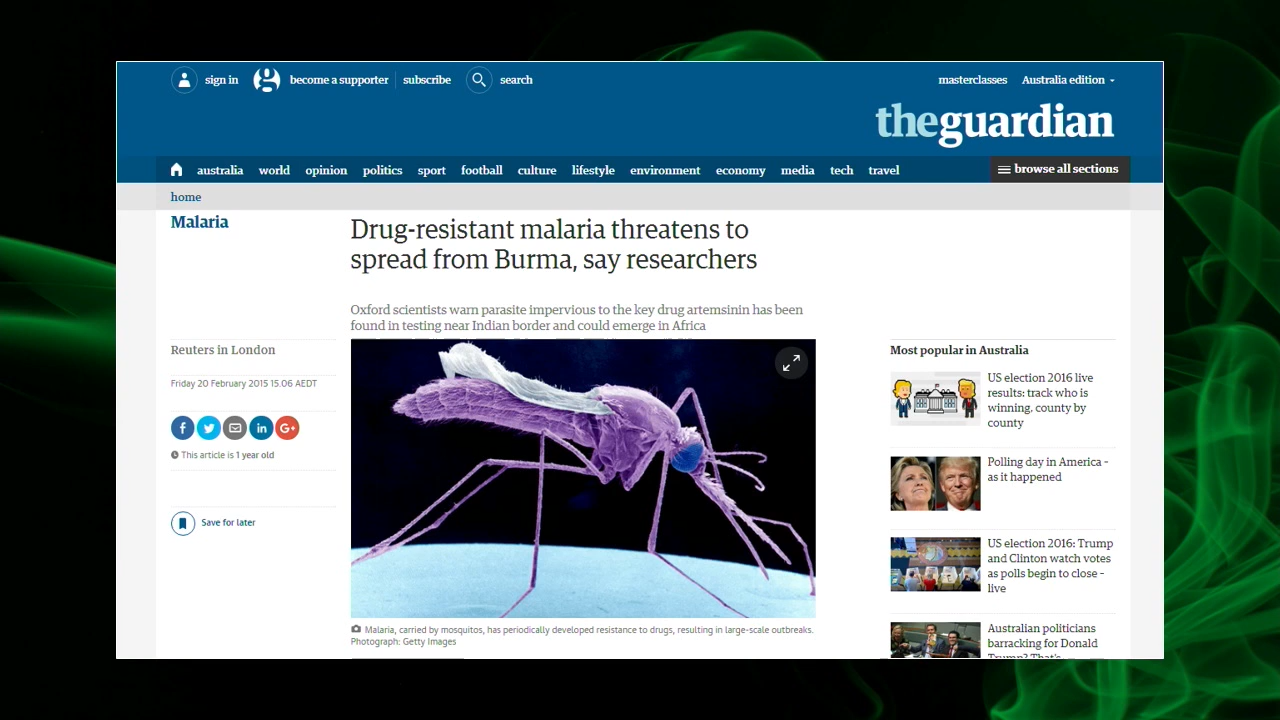 sign in
become a supporter
subscribe
search
masterclasses
Australia edition
theguardian
australia
world
opinion
politics
sport
football
culture
lifestyle
environment
economy
media
tech
travel
browse all sections
home
Malaria
Drug-resistant malaria threatens to
spread from Burma, say researchers
Oxford scientists warn parasite impervious to the key drug artemsinin has been
found in testing near Indian border and could emerge in Africa
Reuters in London
Friday 20 February 2015 15.06 AEDT
This article is 1 year old
Save for later
Malaria, carried by mosquitos, has periodically developed resistance to drugs, resulting in large-scale outbreaks.
Photograph: Getty Images
Most popular in Australia
US election 2016 live
results: track who is
winning, county by
county
Polling day in America –
as it happened
US election 2016: Trump
and Clinton watch votes
as polls begin to close –
live
Australian politicians
barracking for Donald
Trump? That's